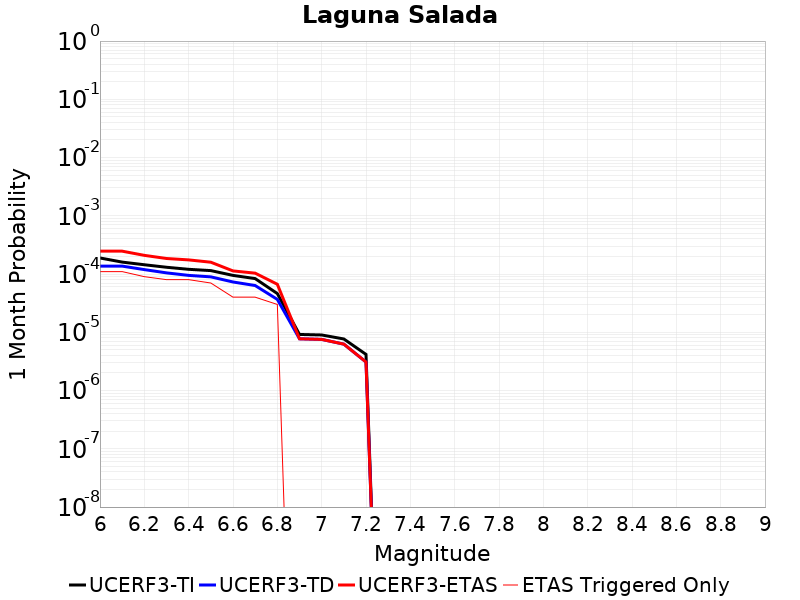 Laguna Salada
1 Month Probability
10^0
10^-1
10^-2
10^-3
10^-4
10^-5
10^-6
10^-7
10^-8
6 6.2 6.4 6.6 6.8 7 7.2 7.4 7.6 7.8 8 8.2 8.4 8.6 8.8 9
Magnitude
UCERF3-TI UCERF3-TD UCERF3-ETAS ETAS Triggered Only